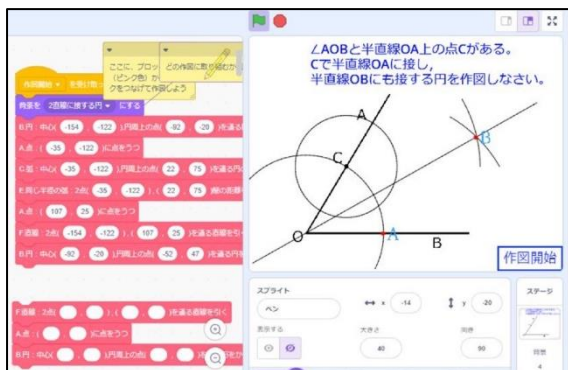 ここに、ブロッ
(ピンク色) か
クをつなげて作図しよう
どの作図に取り組むか
作図開始 を受け取
背景を 2直線に接する円 にする
B.円:中心( -154 , -122 ),円周上の点( -92 , -20 )を通る
A.点:( -35 , -122 )に点をうつ
C.弧:中心( -35 , -122 ),円周上の点( 22 , 75 )を通る円
E.同じ半径の弧:2点( -35 , -122 ),( 22 , 75 )
A.点:( 107 , 25 )に点をうつ
F.直線:2点( -154 , -122 ),( 107 , 25 )を通る直線を引く
B.円:中心( -92 , -20 ),円周上の点( -52 , 47 )を通る円を
F.直線:2点( , ),( , )を通る直線を引く
A.点:( , )に点をうつ
B.円:中心( , ),円周上の点( , )
∠AOBと半直線OA上の点Cがある。
Cで半直線OAに接し,
半直線OBにも接する円を作図しなさい。
A
B
C
O
A
B
作図開始
スプライト
ペン
x -14
y -20
表示する
大きさ
40
向き
90
ステージ
背景
4